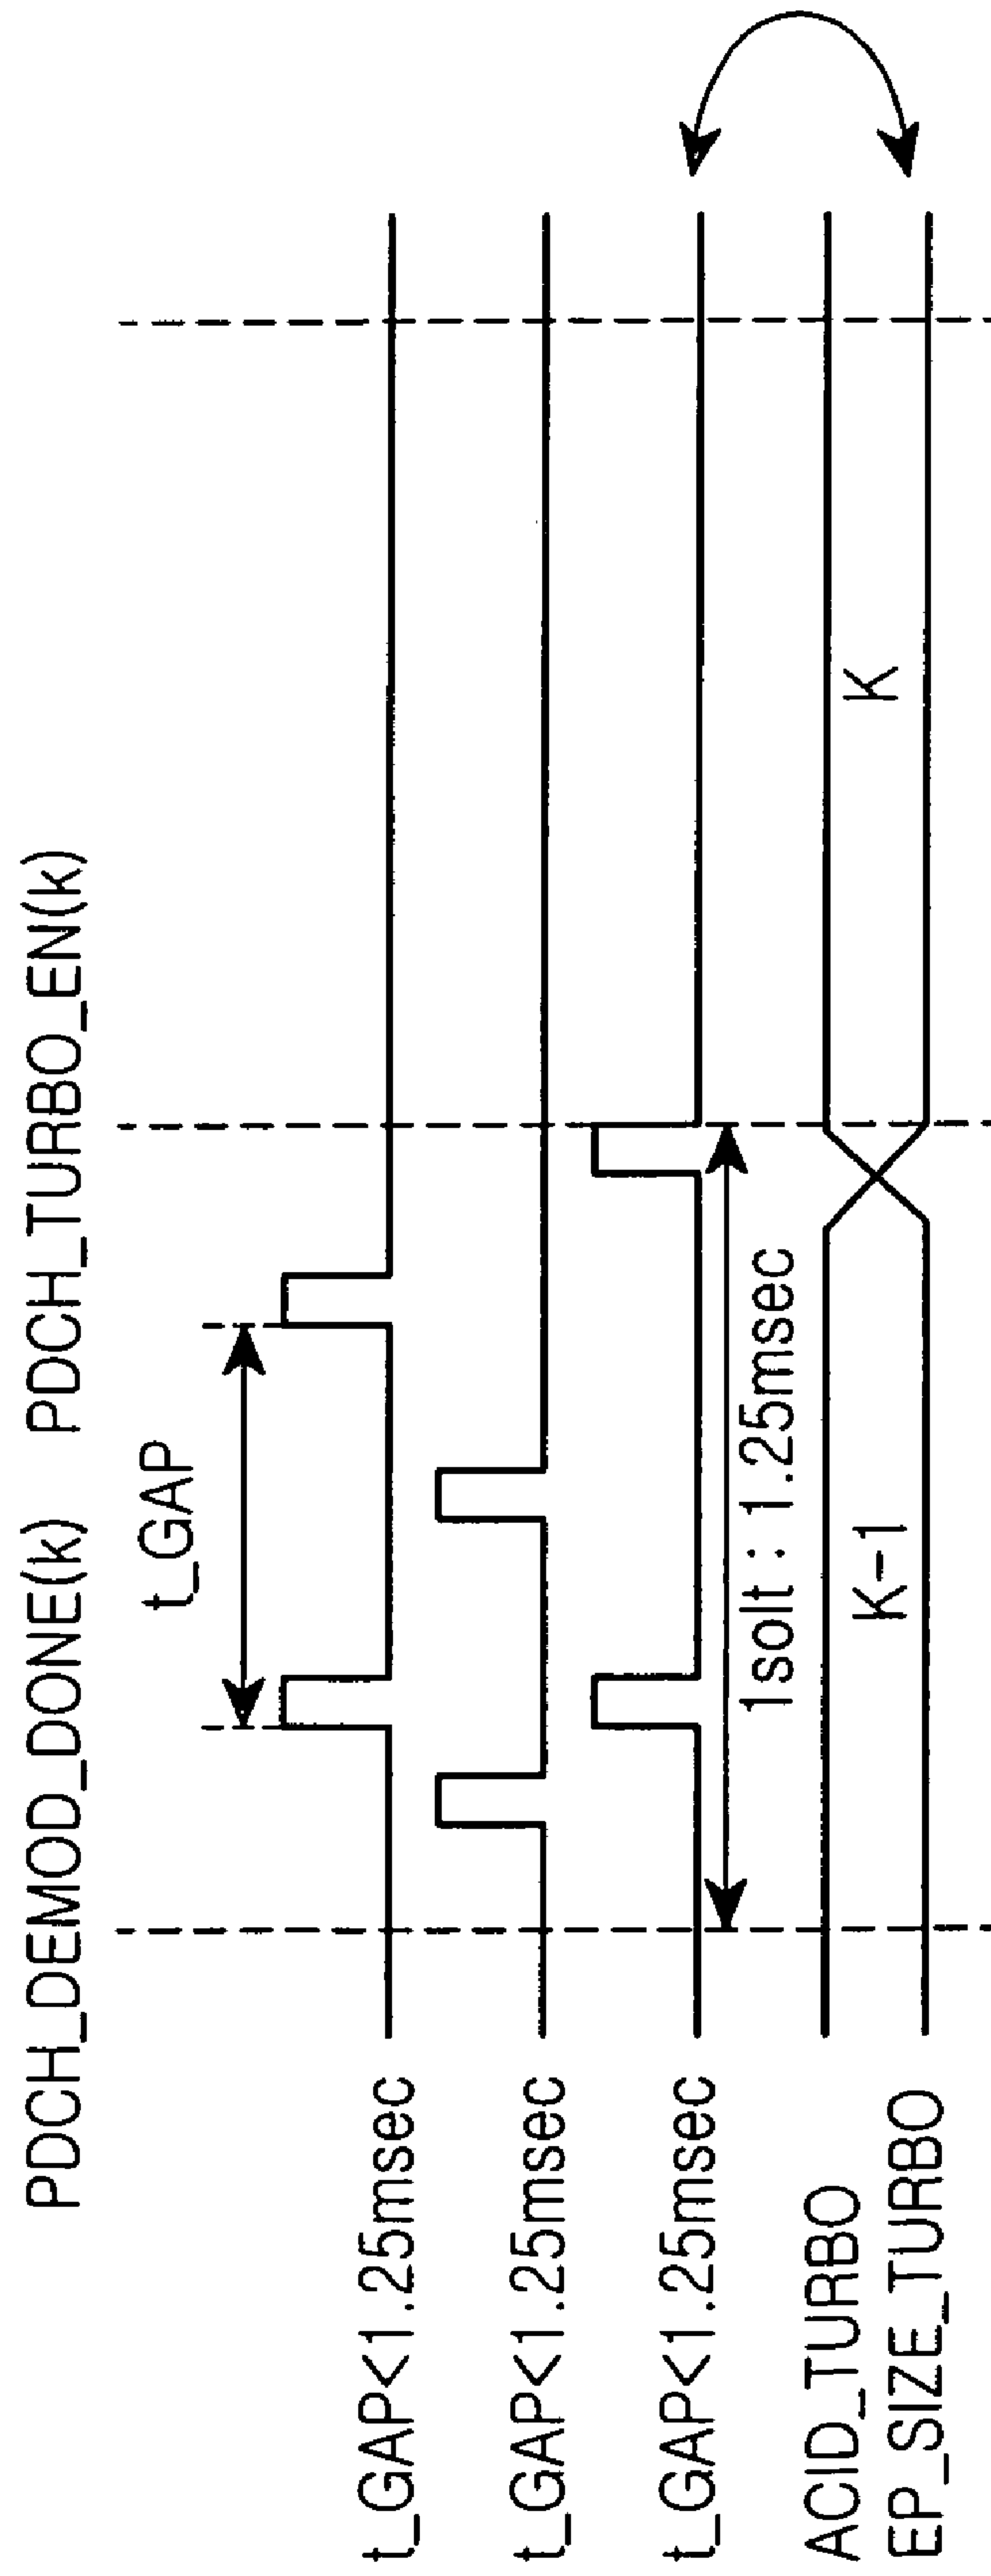 PDCH_DEMOD_DONE(k) PDCH_TURBO_EN(k)
t_GAP
t_GAP<1.25msec
t_GAP<1.25msec
t_GAP<1.25msec
1solt : 1.25msec
ACID_TURBO
EP_SIZE_TURBO
K-1
K